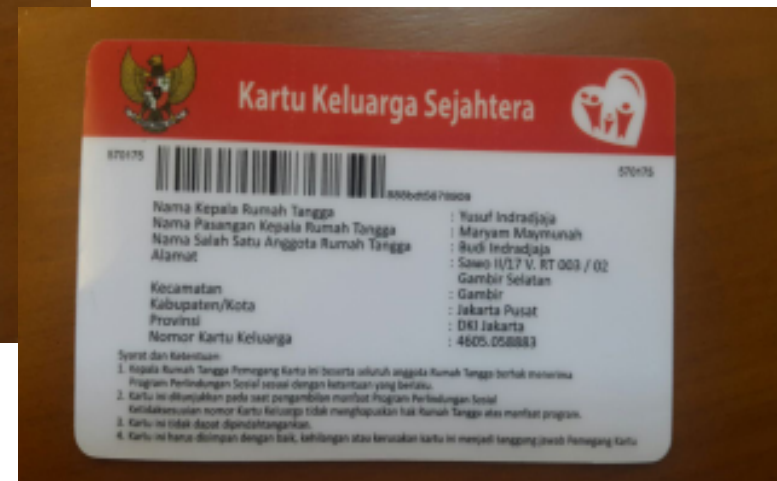 Kartu Keluarga Sejahtera
570175
570175
Nama Kepala Rumah Tangga : Yusuf Indradjaja
Nama Pasangan Kepala Rumah Tangga : Maryam Maymunah
Nama Salah Satu Anggota Rumah Tangga : Budi Indradjaja
Alamat : Sawo II/17 V. RT 003 / 02
Gambir Selatan
Kecamatan : Gambir
Kabupaten/Kota : Jakarta Pusat
Provinsi : DKI Jakarta
Nomor Kartu Keluarga : 4605.058883
Syarat dan Ketentuan
1. Kepala Rumah Tangga Pemegang Kartu ini beserta seluruh anggota Rumah Tangga berhak menerima
Program Perlindungan Sosial sesuai dengan ketentuan yang berlaku.
2. Kartu ini ditunjukkan pada saat pengambilan manfaat Program Perlindungan Sosial
Ketidaksesuaian nomor Kartu Keluarga tidak menghapuskan hak Rumah Tangga atas manfaat program.
3. Kartu ini tidak dapat dipindahtangankan.
4. Kartu ini harus disimpan dengan baik, kehilangan atau kerusakan kartu ini menjadi tanggung jawab Pemegang Kartu